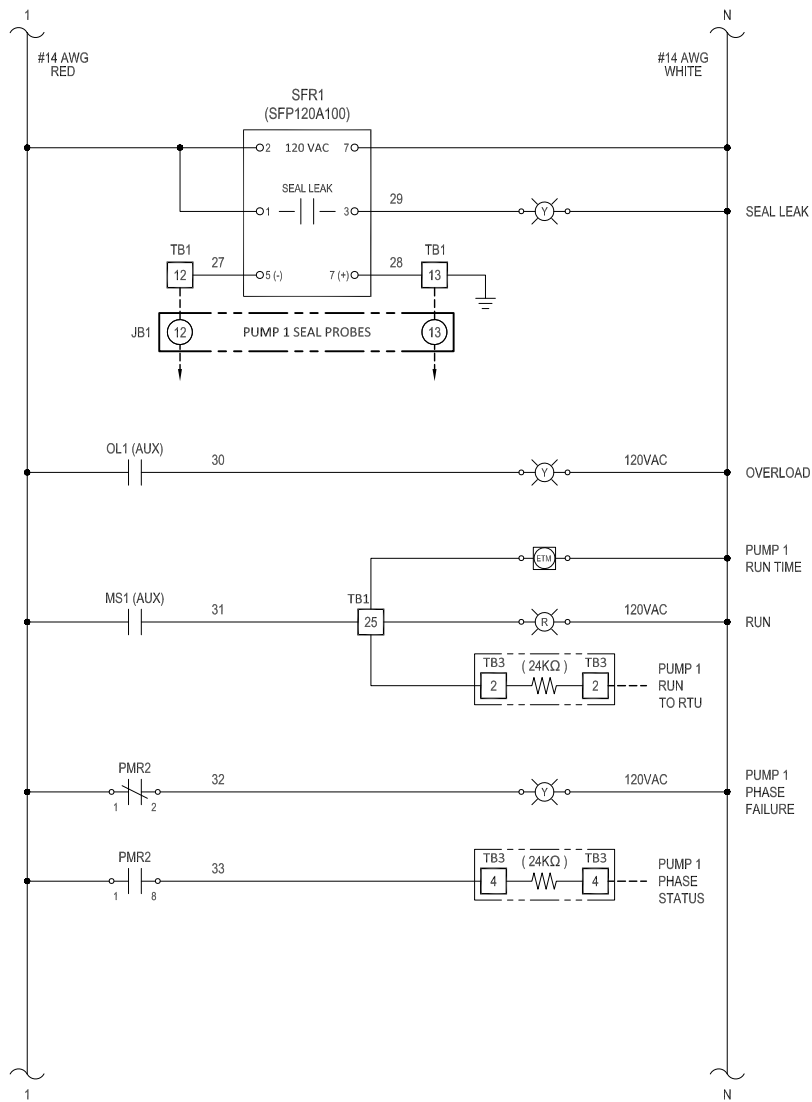 1
N
#14 AWG
RED
#14 AWG
WHITE
SFR1
(SFP120A100)
2 120 VAC 7
SEAL LEAK
1 3
29
Y
SEAL LEAK
TB1
12
27
5 (-)
7 (+)
28
TB1
13
JB1
12
PUMP 1 SEAL PROBES
13
OL1 (AUX)
30
Y
120VAC
OVERLOAD
ETM
PUMP 1
RUN TIME
MS1 (AUX)
31
TB1
25
R
120VAC
RUN
TB3
(24KΩ)
TB3
2
2
PUMP 1
RUN
TO RTU
PMR2
1 2
32
Y
120VAC
PUMP 1
PHASE
FAILURE
PMR2
1 8
33
TB3
(24KΩ)
TB3
4
4
PUMP 1
PHASE
STATUS
1
N